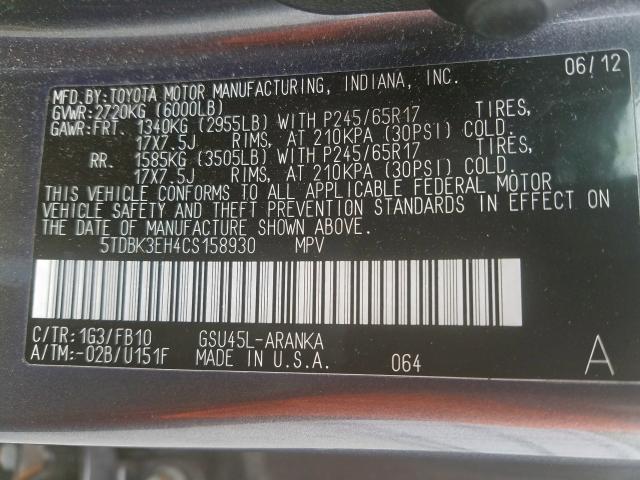 06/12
MFD.BY:TOYOTA MOTOR MANUFACTURING, INDIANA, INC.
GVWR:2720KG (6000LB)
GAWR:FRT. 1340KG (2955LB) WITH P245/65R17 TIRES,
17X7.5J RIMS, AT 210KPA (30PSI) COLD.
RR. 1585KG (3505LB) WITH P245/65R17 TIRES,
17X7.5J RIMS, AT 210KPA (30PSI) COLD.
THIS VEHICLE CONFORMS TO ALL APPLICABLE FEDERAL MOTOR
VEHICLE SAFETY AND THEFT PREVENTION STANDARDS IN EFFECT ON
THE DATE OF MANUFACTURE SHOWN ABOVE.
5TDBK3EH4CS158930 MPV
C/TR:1G3/FB10 GSU45L-ARANKA
A/TM:-02B/U151F MADE IN U.S.A. 064 A